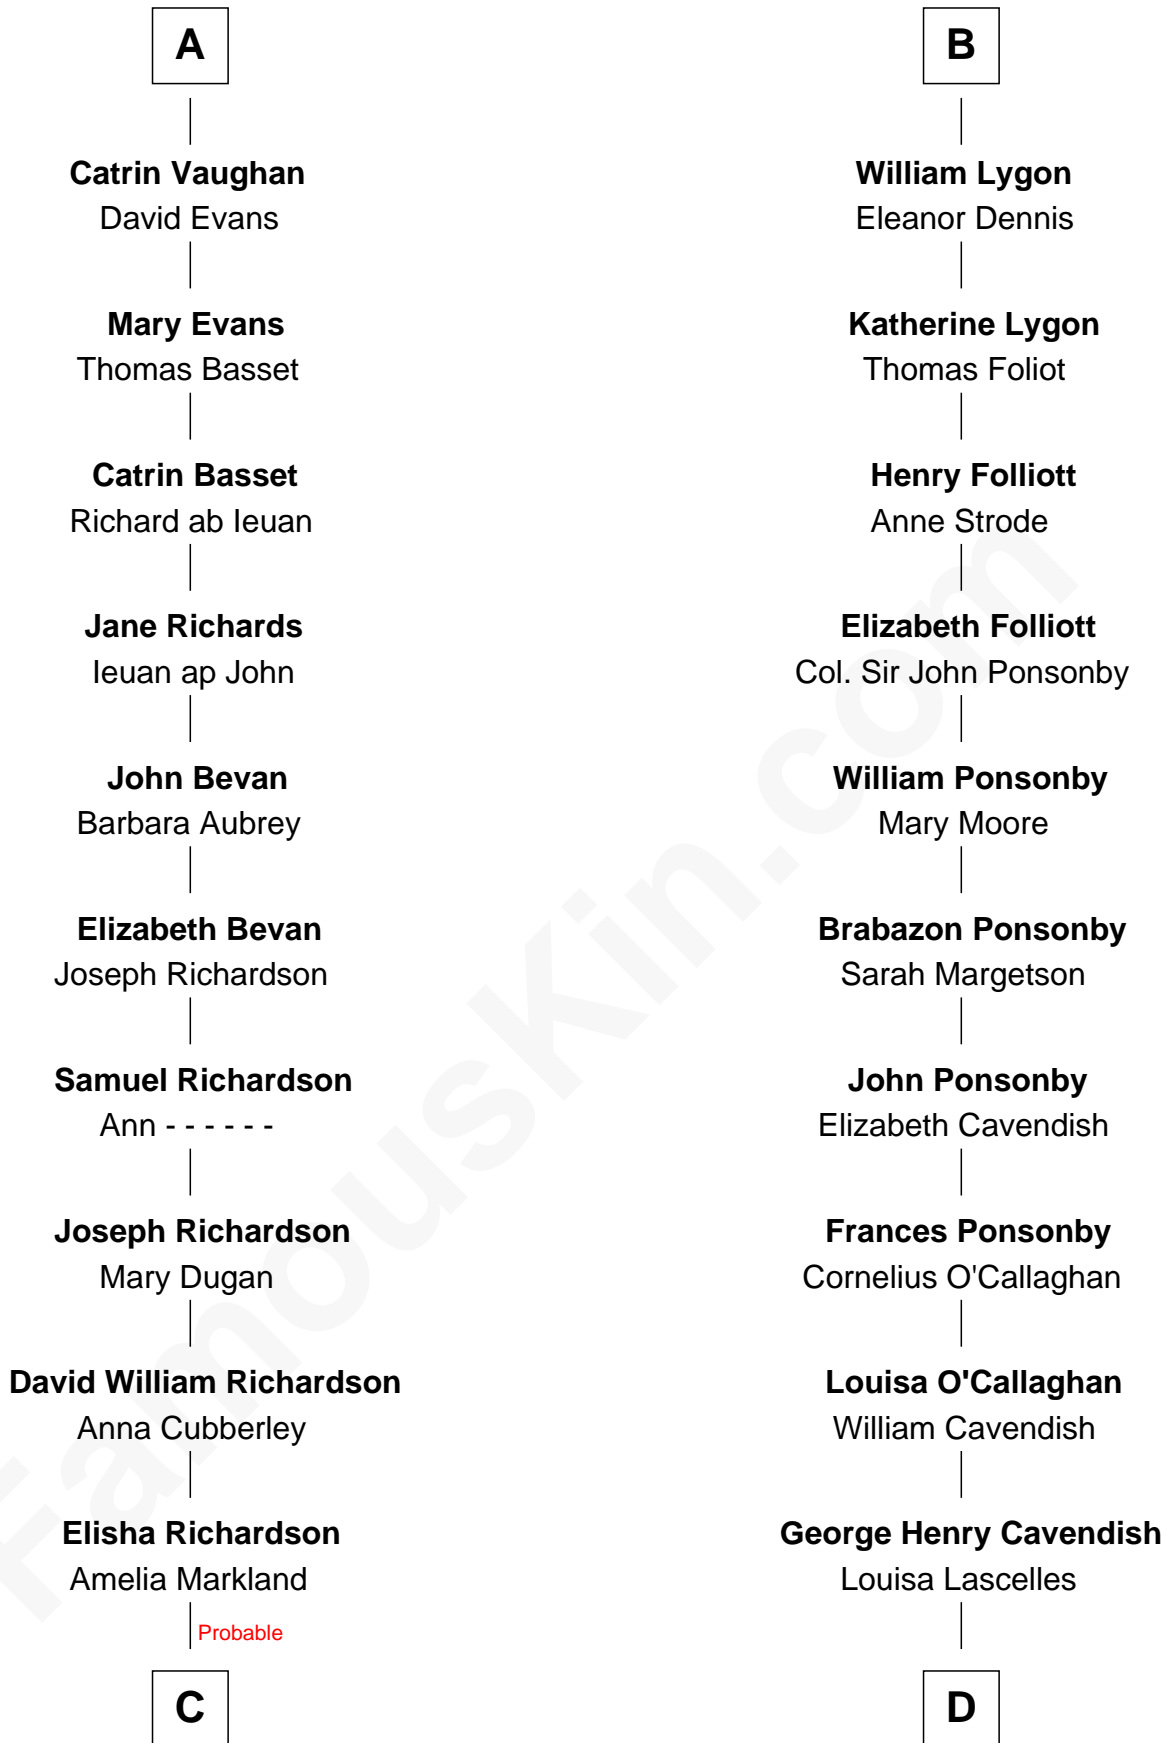 A
Catrin Vaughan
David Evans
Mary Evans
Thomas Basset
Catrin Basset
Richard ab Ieuan
Jane Richards
Ieuan ap John
John Bevan
Barbara Aubrey
Elizabeth Bevan
Joseph Richardson
Samuel Richardson
Ann - - - - - -
Joseph Richardson
Mary Dugan
David William Richardson
Anna Cubberley
Elisha Richardson
Amelia Markland
Probable
C
B
William Lygon
Eleanor Dennis
Katherine Lygon
Thomas Foliot
Henry Folliott
Anne Strode
Elizabeth Folliott
Col. Sir John Ponsonby
William Ponsonby
Mary Moore
Brabazon Ponsonby
Sarah Margetson
John Ponsonby
Elizabeth Cavendish
Frances Ponsonby
Cornelius O'Callaghan
Louisa O'Callaghan
William Cavendish
George Henry Cavendish
Louisa Lascelles
D
FamousKin.com